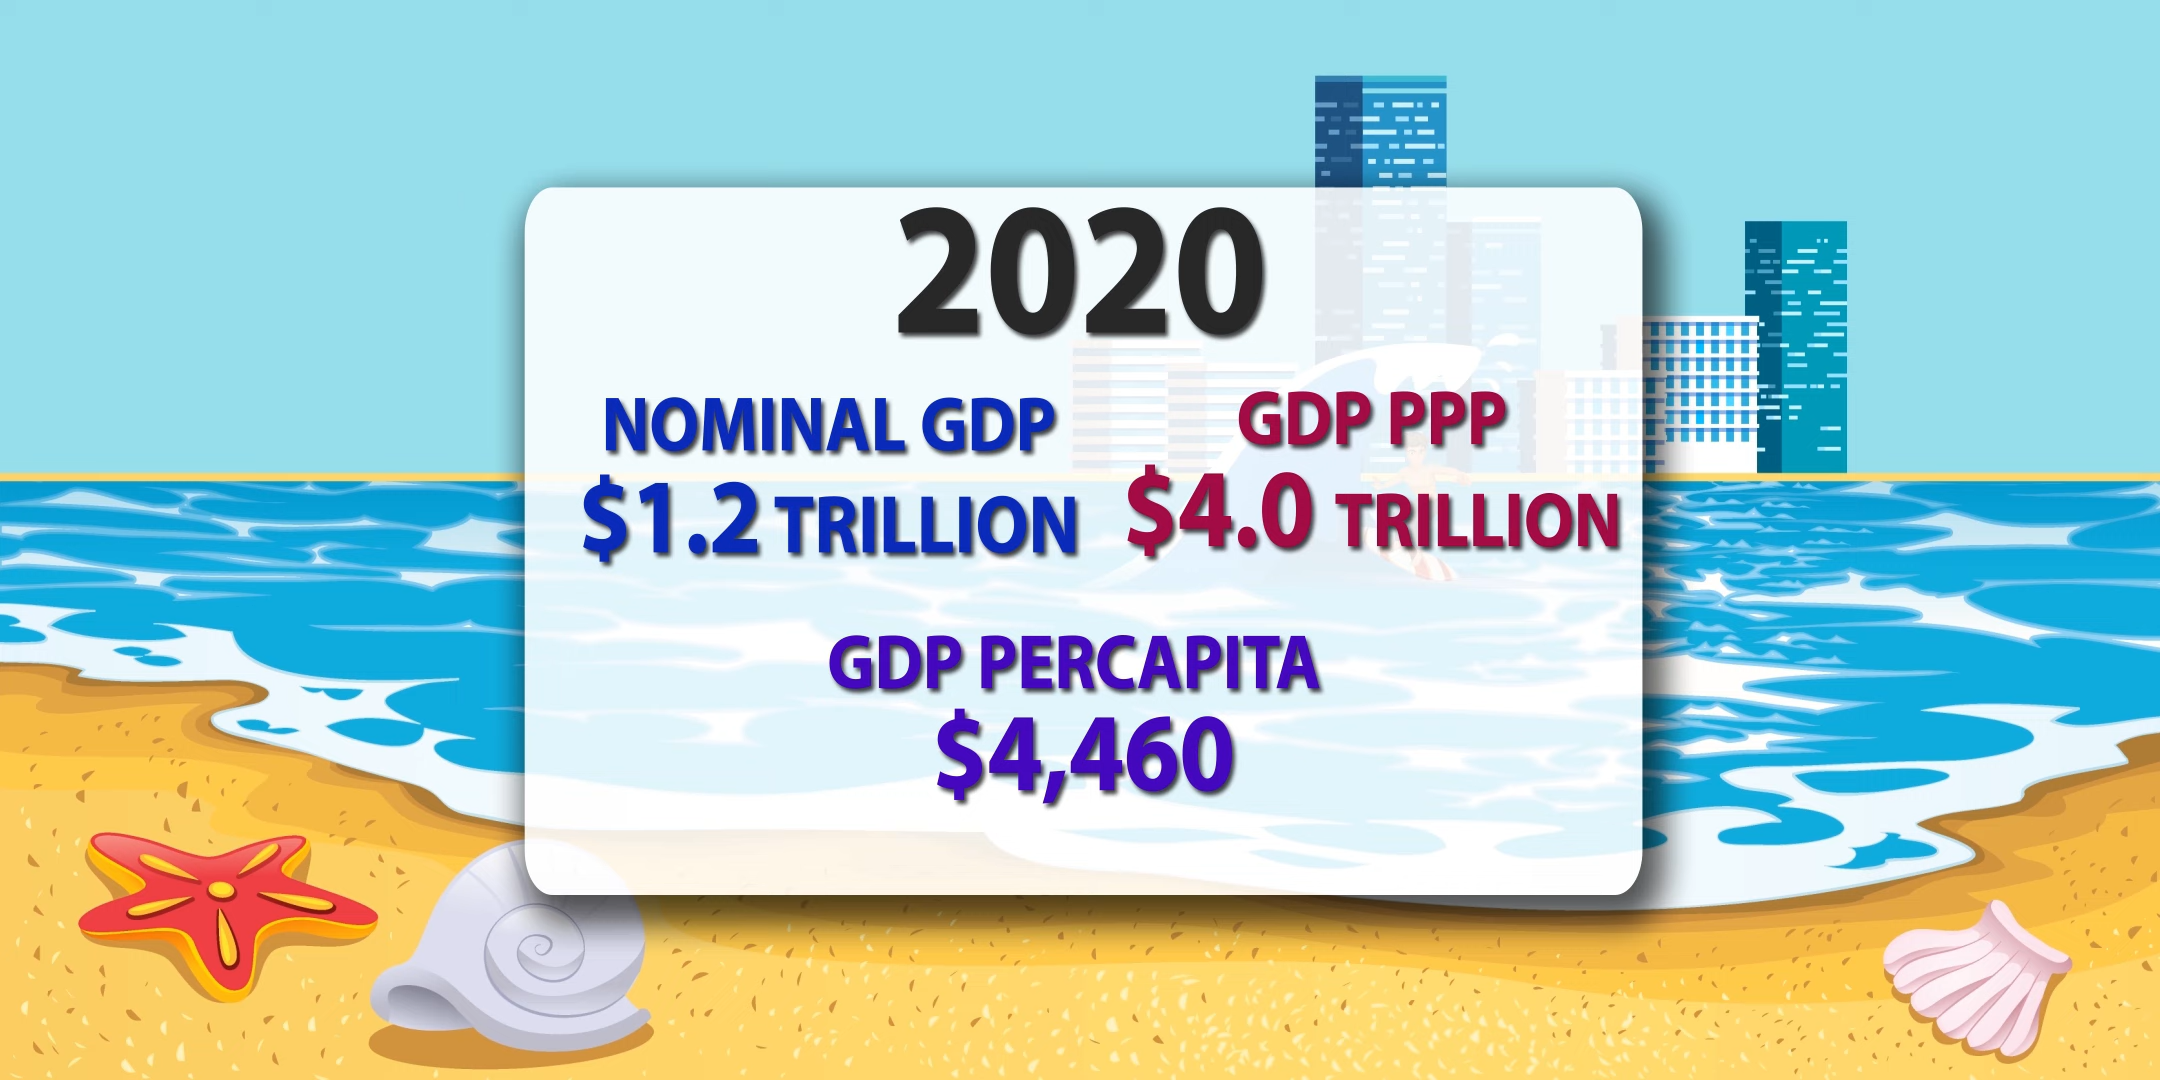 2020
NOMINAL GDP
$1.2 TRILLION
GDP PPP
$4.0 TRILLION
GDP PERCAPITA
$4,460